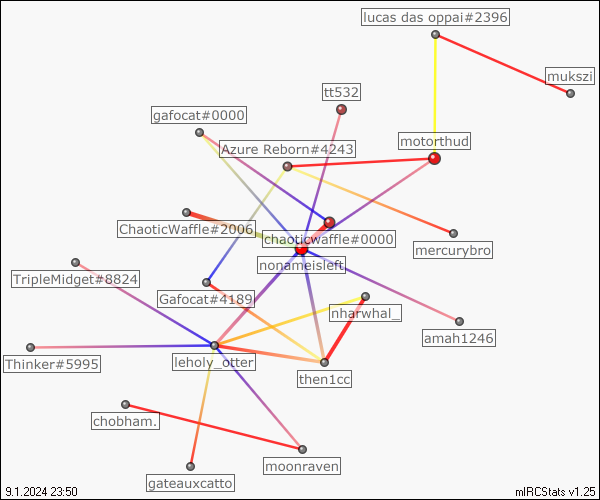 lucas das oppai#2396
mukszi
tt532
gafocat#0000
motorthud
Azure Reborn#4243
ChaoticWaffle#2006
chaoticwaffle#0000
mercurybro
nonameisleft
TripleMidget#8824
Gafocat#4189
nharwhal_
amah1246
Thinker#5995
leholy_otter
then1cc
chobham.
moonraven
gateauxcatto
9.1.2024 23:50
mIRCStats v1.25